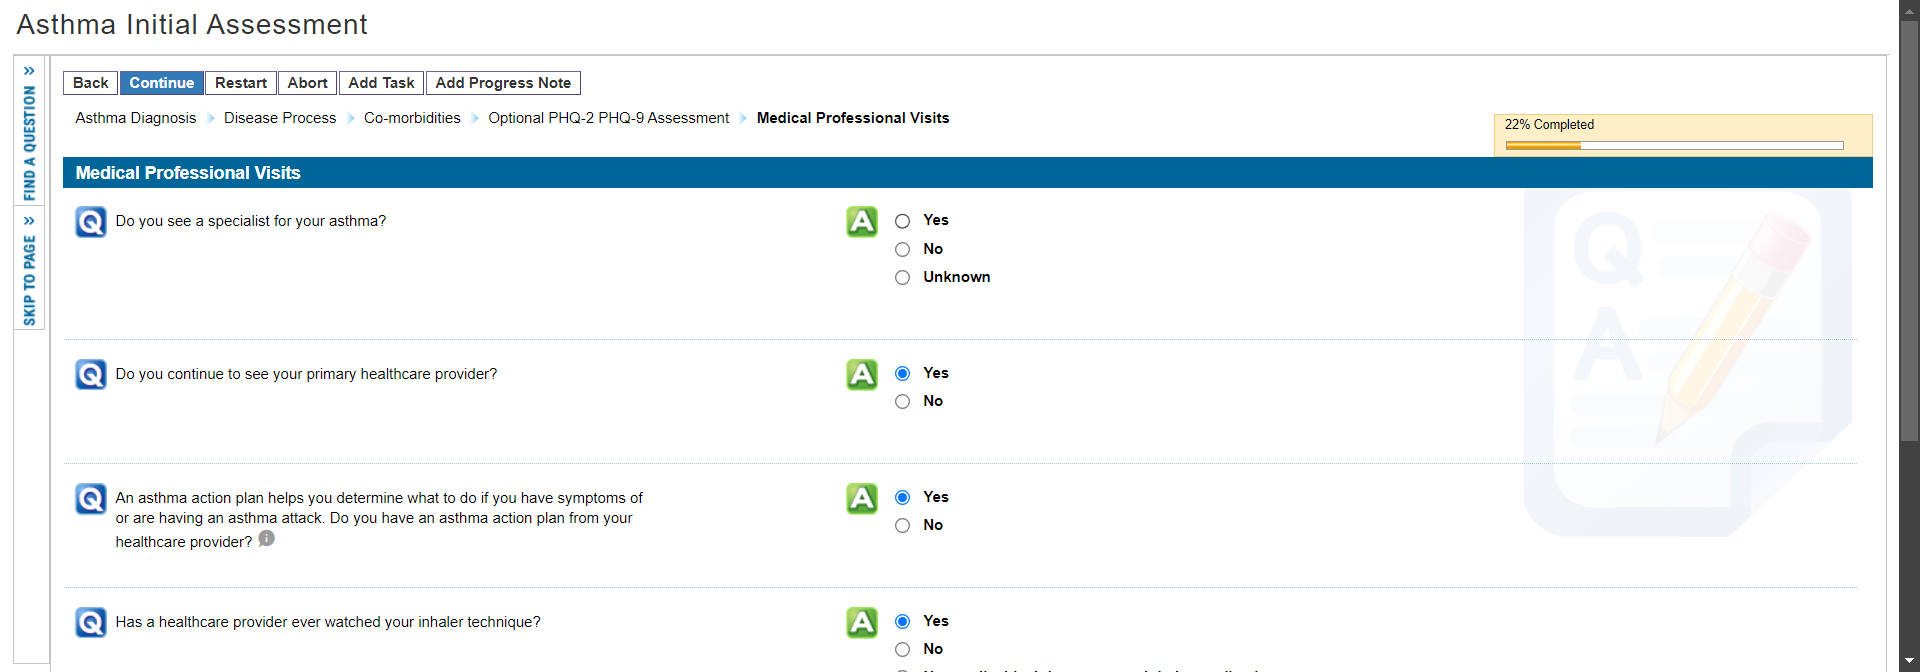 Asthma Initial Assessment
FIND A QUESTION
SKIP TO PAGE
Back Continue Restart Abort Add Task Add Progress Note
Asthma Diagnosis Disease Process Co-morbidities Optional PHQ-2 PHQ-9 Assessment Medical Professional Visits
22% Completed
Medical Professional Visits
Q Do you see a specialist for your asthma?
A Yes
No
Unknown
Q Do you continue to see your primary healthcare provider?
A Yes
No
Q An asthma action plan helps you determine what to do if you have symptoms of
or are having an asthma attack. Do you have an asthma action plan from your
healthcare provider?
A Yes
No
Q Has a healthcare provider ever watched your inhaler technique?
A Yes
No
Q
A